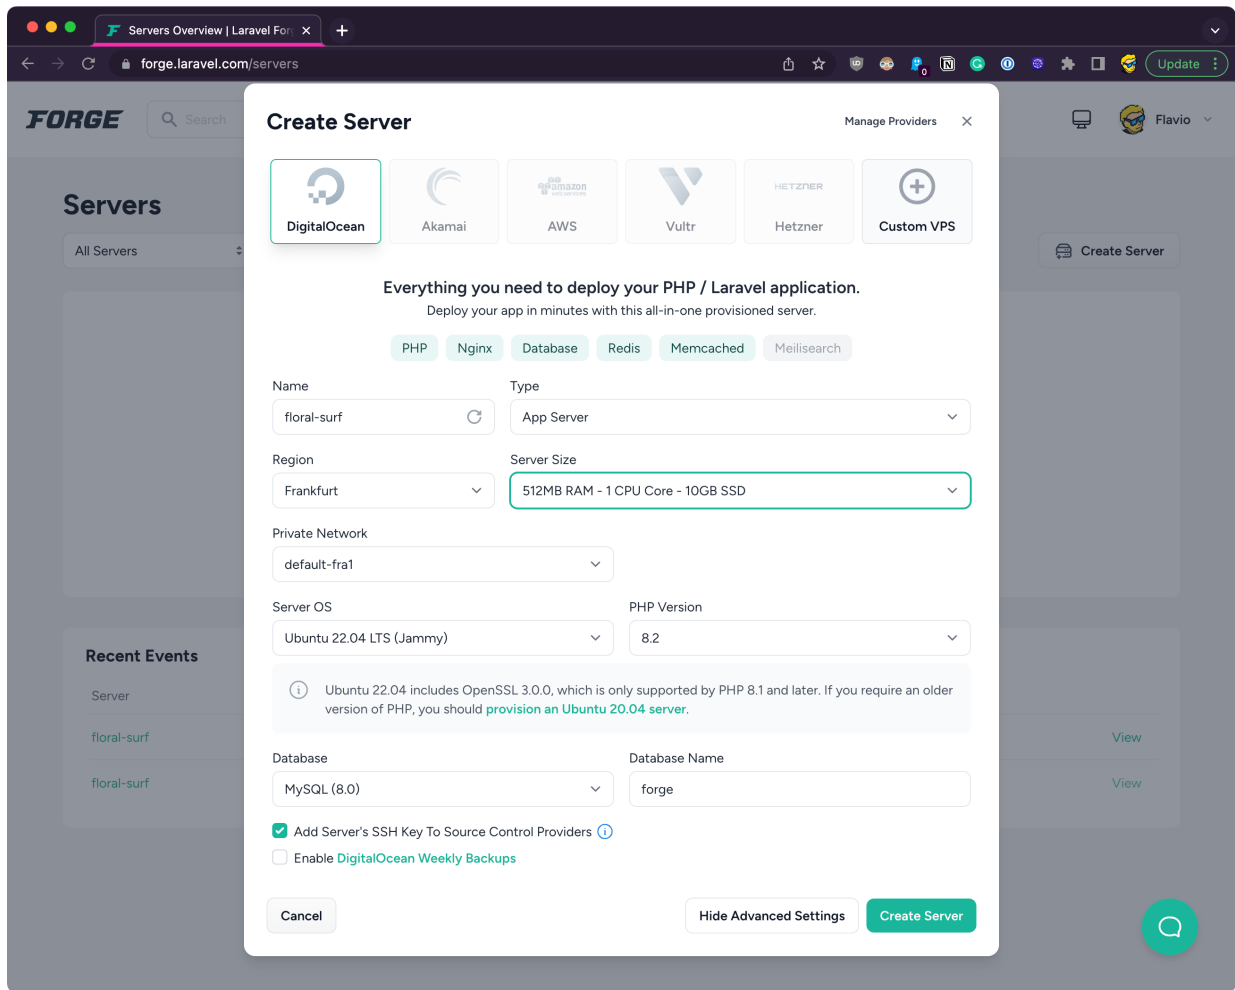 Servers Overview | Laravel For
forge.laravel.com/servers
0
Update
FORGE
Search
Flavio
Servers
All Servers
Create Server
Recent Events
Server
floral-surf
View
floral-surf
View
Create Server
Manage Providers
DigitalOcean
Akamai
amazon
web services
AWS
Vultr
HETZNER
Hetzner
Custom VPS
Everything you need to deploy your PHP / Laravel application.
Deploy your app in minutes with this all-in-one provisioned server.
PHP
Nginx
Database
Redis
Memcached
Meilisearch
Name
Type
floral-surf
App Server
Region
Server Size
Frankfurt
512MB RAM - 1 CPU Core - 10GB SSD
Private Network
default-fra1
Server OS
PHP Version
Ubuntu 22.04 LTS (Jammy)
8.2
Ubuntu 22.04 includes OpenSSL 3.0.0, which is only supported by PHP 8.1 and later. If you require an older
version of PHP, you should provision an Ubuntu 20.04 server.
Database
Database Name
MySQL (8.0)
forge
Add Server's SSH Key To Source Control Providers
Enable DigitalOcean Weekly Backups
Cancel
Hide Advanced Settings
Create Server